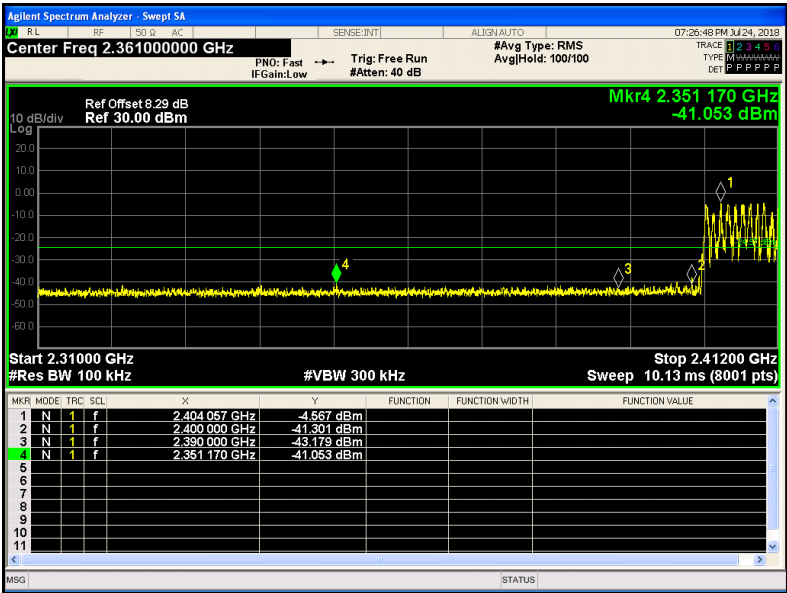 Agilent Spectrum Analyzer - Swept SA
LXI RL RF 50 Ω AC SENSE:INT ALIGN AUTO 07:26:48 PM Jul 24, 2018
Center Freq 2.361000000 GHz
#Avg Type: RMS
TRACE 1 2 3 4 5 6
PNO: Fast Trig: Free Run Avg|Hold: 100/100
TYPE M
IFGain:Low #Atten: 40 dB
DET P P P P P P
Mkr4 2.351 170 GHz
Ref Offset 8.29 dB
-41.053 dBm
10 dB/div Ref 30.00 dBm
Log
20.0
10.0
0.00
-10.0
-20.0
-30.0
-40.0
-50.0
-60.0
1
2
3
4
Start 2.31000 GHz Stop 2.41200 GHz
#Res BW 100 kHz #VBW 300 kHz Sweep 10.13 ms (8001 pts)
MKR MODE TRC SCL X Y FUNCTION FUNCTION WIDTH FUNCTION VALUE
1 N 1 f 2.404 057 GHz -4.567 dBm
2 N 1 f 2.400 000 GHz -41.301 dBm
3 N 1 f 2.390 000 GHz -43.179 dBm
4 N 1 f 2.351 170 GHz -41.053 dBm
5
6
7
8
9
10
11
MSG STATUS